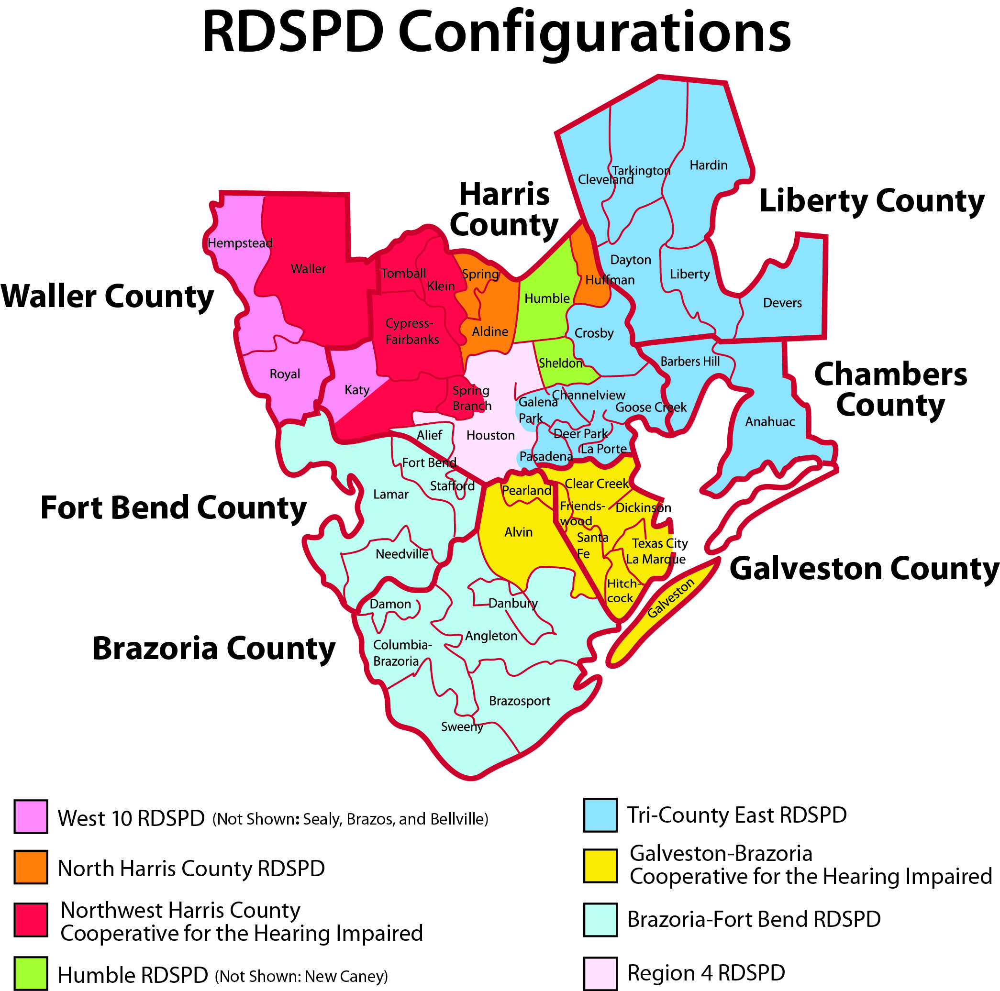 RDSPD Configurations
Harris
County
Liberty County
Waller County
Chambers
County
Fort Bend County
Galveston County
Brazoria County
Cleveland
Tarkington
Hardin
Hempstead
Waller
Tomball
Klein
Spring
Humble
Huffman
Dayton
Liberty
Devers
Cypress-
Fairbanks
Aldine
Crosby
Royal
Katy
Sheldon
Barbers Hill
Spring
Branch
Galena
Park
Channelview
Goose Creek
Anahuac
Alief
Houston
Deer Park
La Porte
Pasadena
Fort Bend
Stafford
Lamar
Pearland
Clear Creek
Friends-
wood
Dickinson
Alvin
Santa
Fe
Texas City
La Marque
Needville
Hitch-
cock
Galveston
Damon
Danbury
Angleton
Columbia-
Brazoria
Brazosport
Sweeny
West 10 RDSPD (Not Shown: Sealy, Brazos, and Bellville)
North Harris County RDSPD
Northwest Harris County
Cooperative for the Hearing Impaired
Humble RDSPD (Not Shown: New Caney)
Tri-County East RDSPD
Galveston-Brazoria
Cooperative for the Hearing Impaired
Brazoria-Fort Bend RDSPD
Region 4 RDSPD